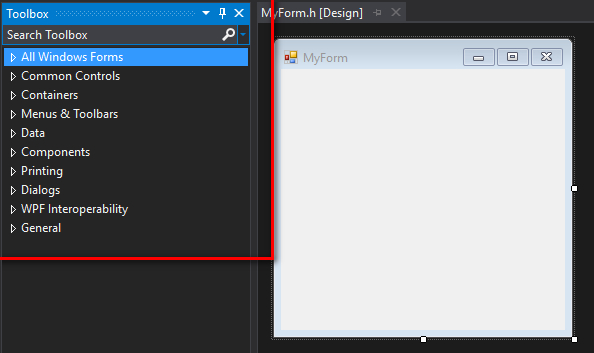 Toolbox
Search Toolbox
All Windows Forms
Common Controls
Containers
Menus & Toolbars
Data
Components
Printing
Dialogs
WPF Interoperability
General
MyForm.h [Design]
MyForm